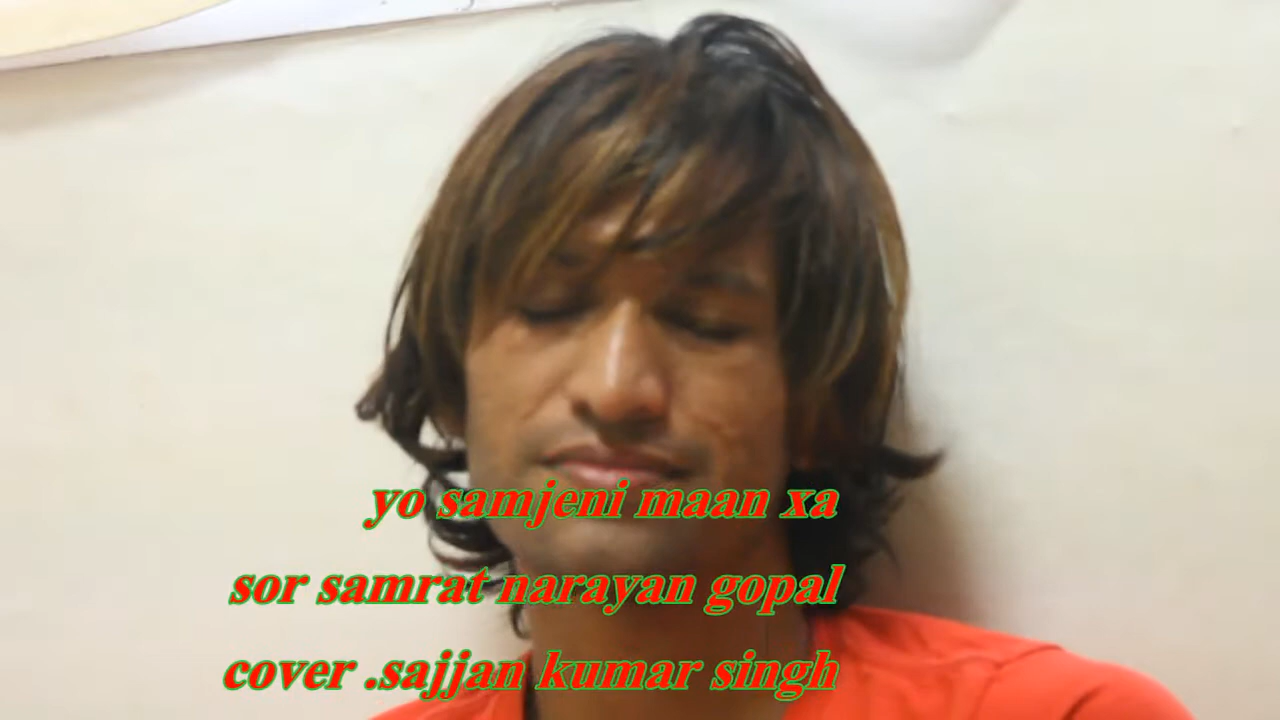 yo samjeni maan xa
sor samrat narayan gopal
cover .sajjan kumar singh